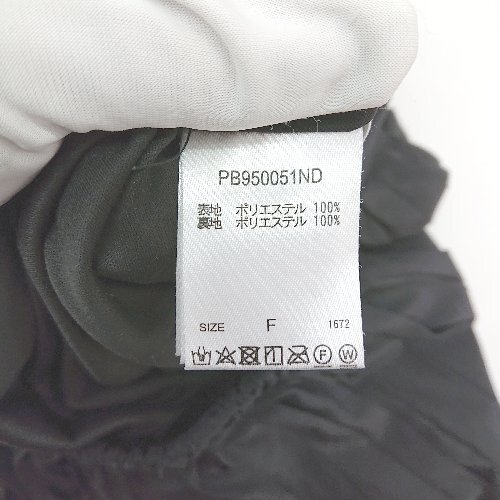 PB950051ND
表地 ポリエステル 100%
裏地 ポリエステル 100%
SIZE F 1672
F W